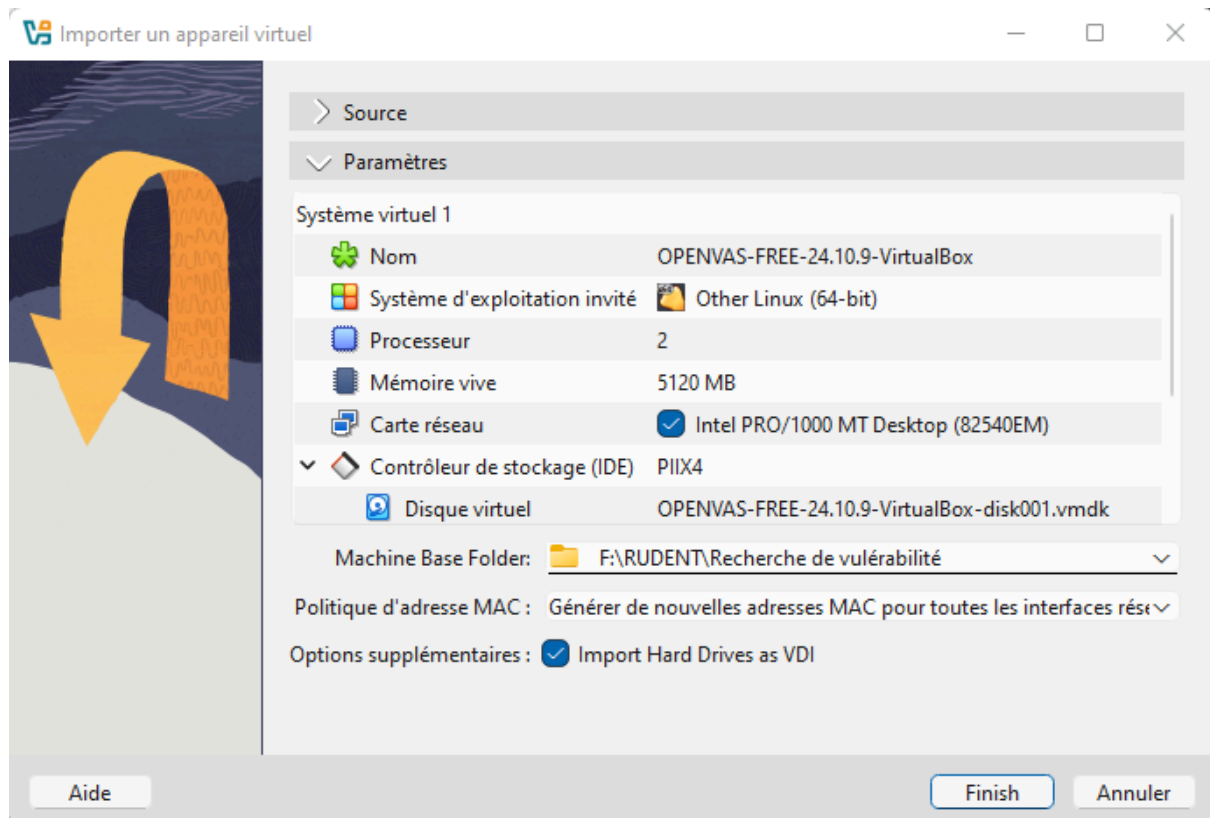 Importer un appareil virtuel
Source
Paramètres
Système virtuel 1
Nom OPENVAS-FREE-24.10.9-VirtualBox
Système d'exploitation invité Other Linux (64-bit)
Processeur 2
Mémoire vive 5120 MB
Carte réseau Intel PRO/1000 MT Desktop (82540EM)
Contrôleur de stockage (IDE) PIIX4
Disque virtuel OPENVAS-FREE-24.10.9-VirtualBox-disk001.vmdk
Machine Base Folder: F:\RUDENT\Recherche de vulérabilité
Politique d'adresse MAC : Générer de nouvelles adresses MAC pour toutes les interfaces rése
Options supplémentaires : Import Hard Drives as VDI
Aide Finish Annuler